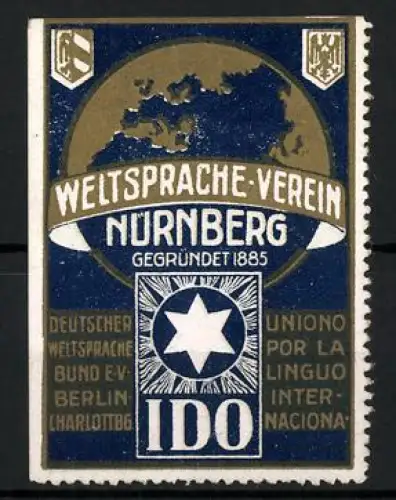 WELTSPRACHE·VEREIN
NÜRNBERG
GEGRÜNDET 1885
DEUTSCHER
WELTSPRACHE
BUND E·V·
BERLIN-
CHARLOTTBG
IDO
UNIONO
POR LA
LINGUO
INTER-
NACIONA·